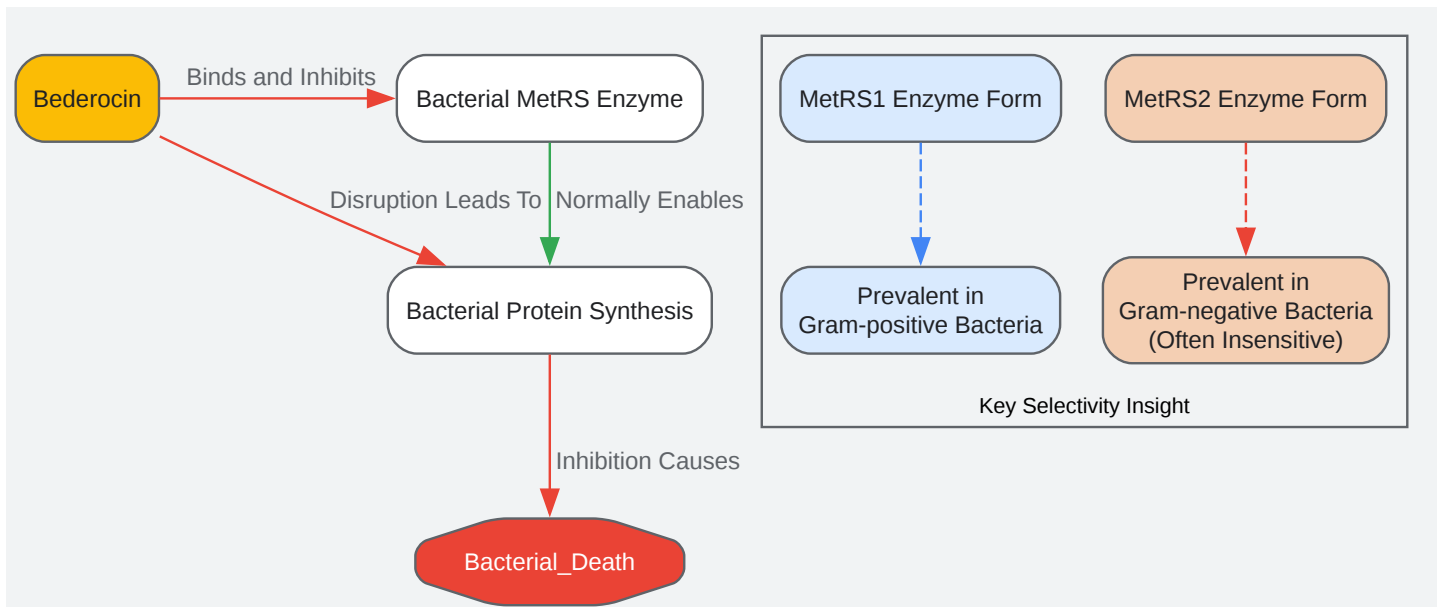 Bederocin
Binds and Inhibits
Bacterial MetRS Enzyme
Disruption Leads To
Normally Enables
Bacterial Protein Synthesis
Inhibition Causes
Bacterial_Death
MetRS1 Enzyme Form
MetRS2 Enzyme Form
Prevalent in
Gram-positive Bacteria
Prevalent in
Gram-negative Bacteria
(Often Insensitive)
Key Selectivity Insight